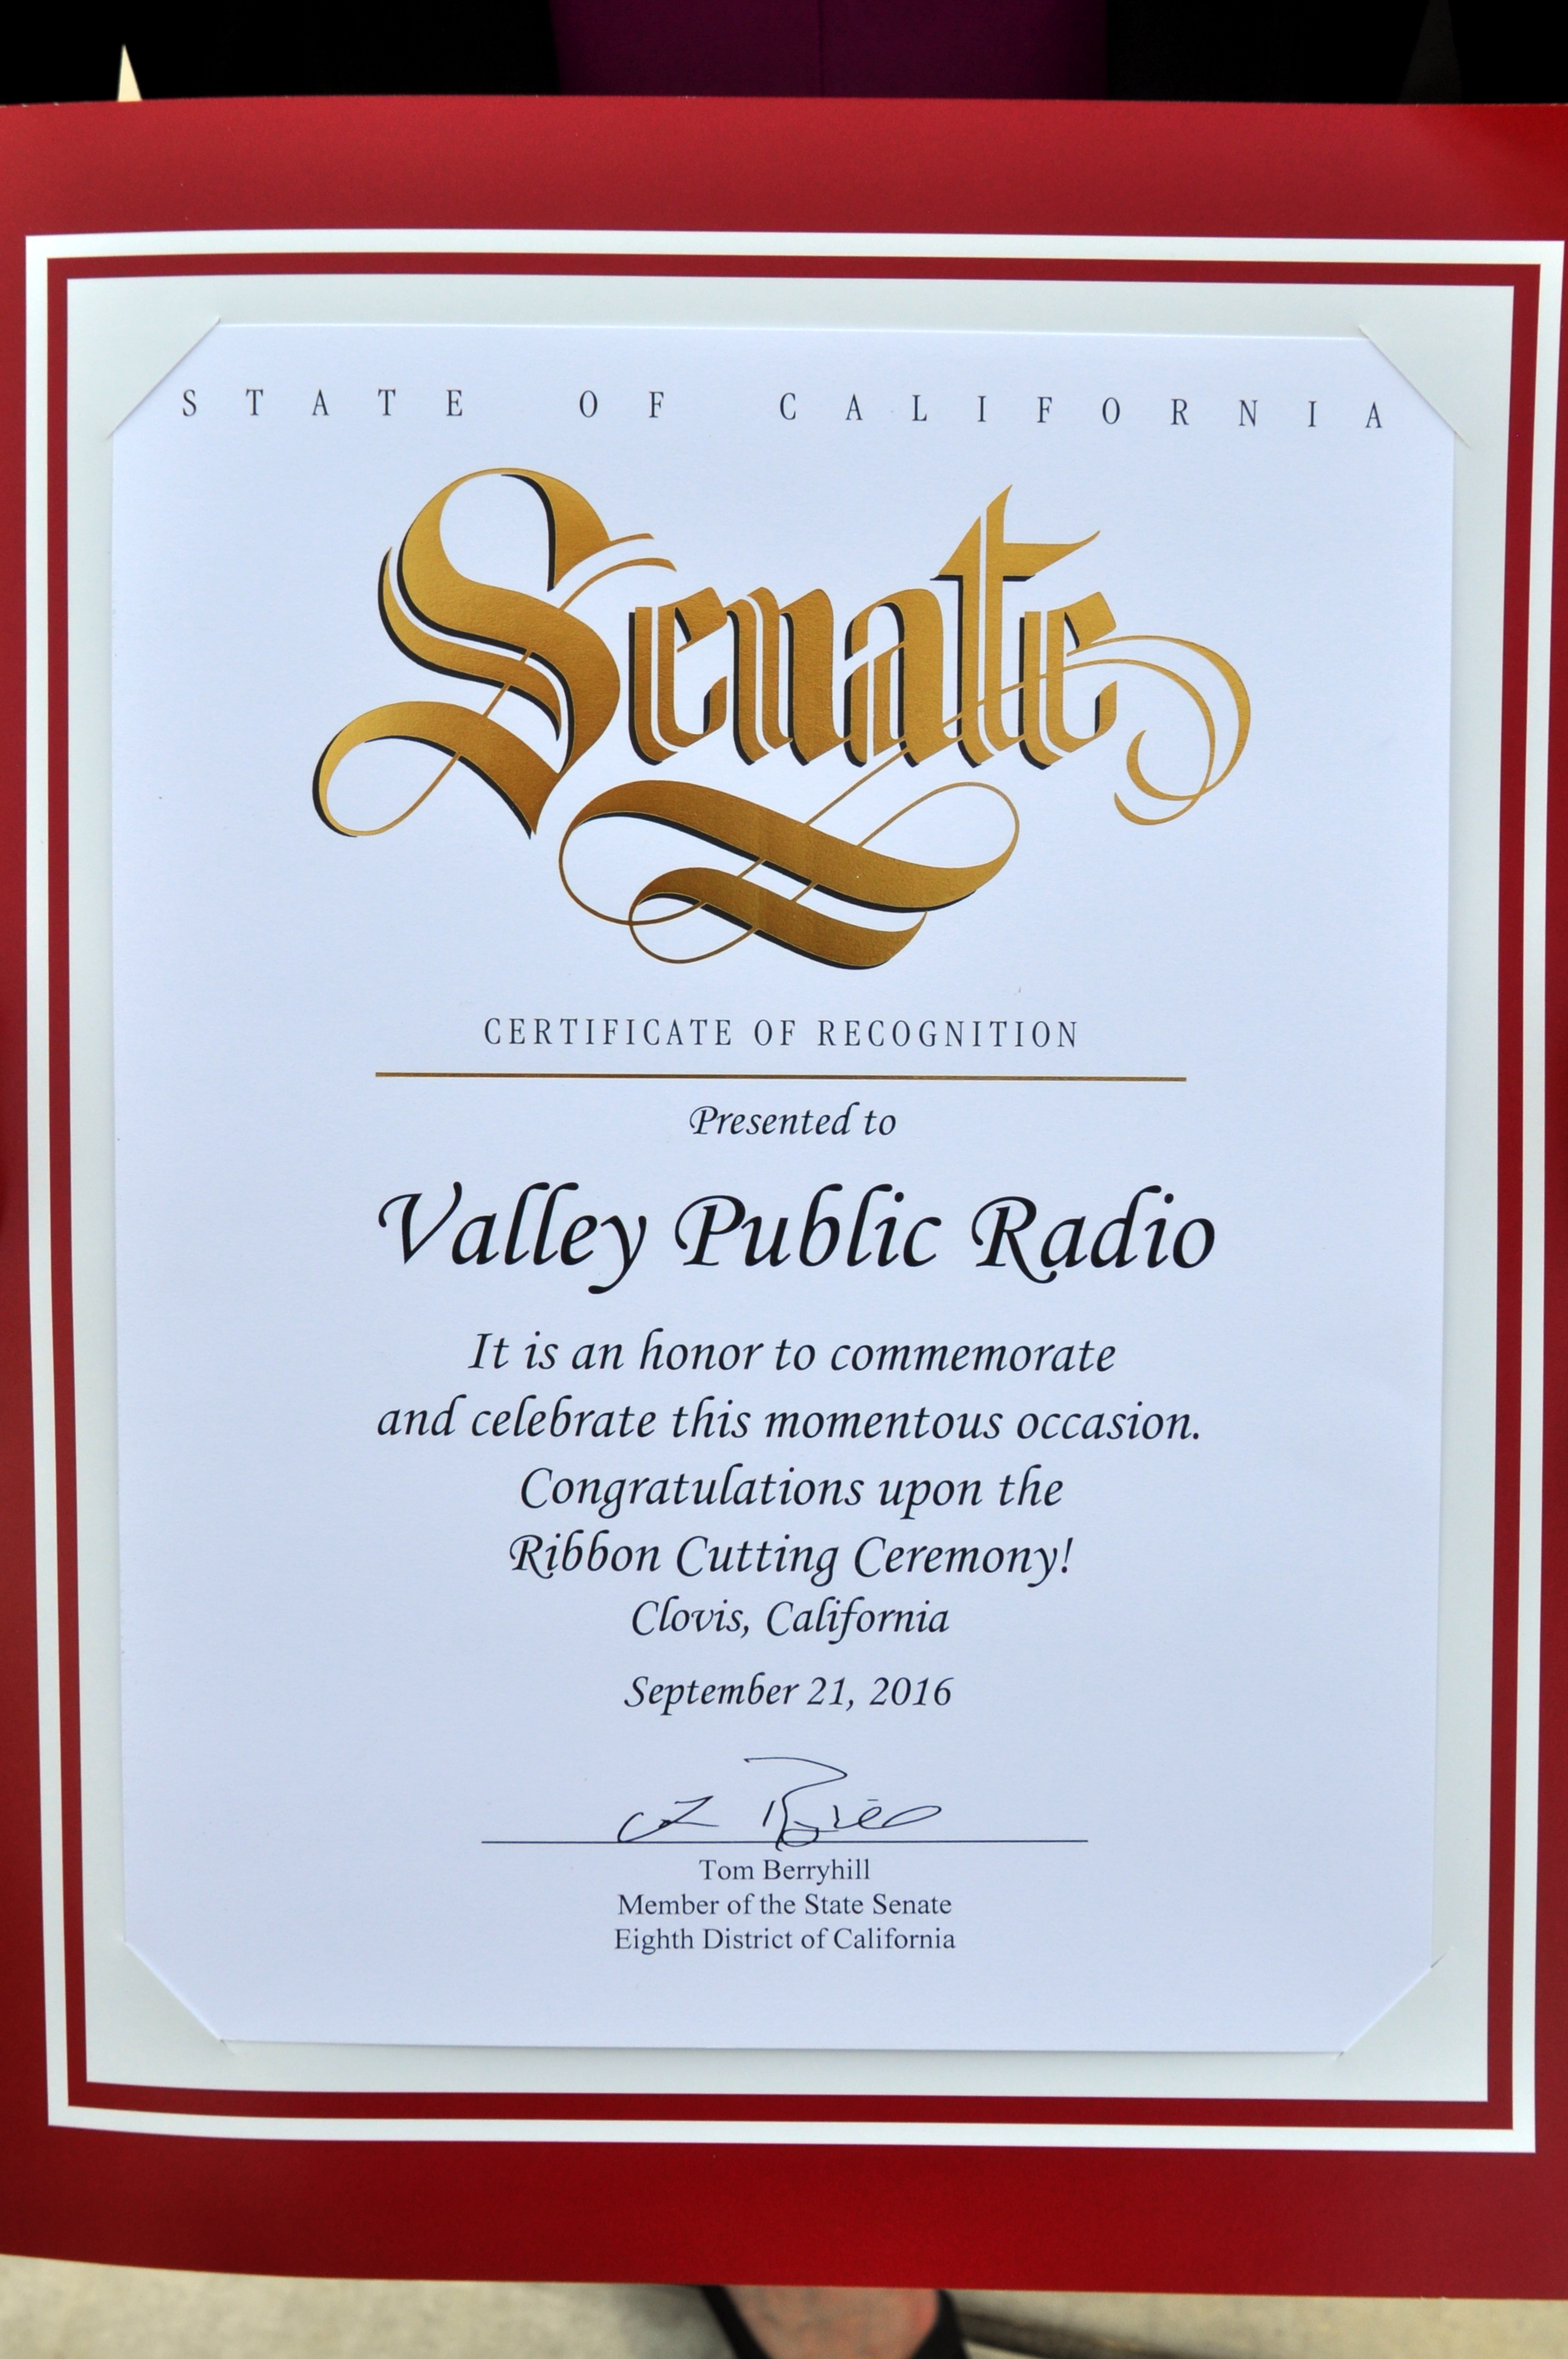 STATE OF CALIFORNIA
Senate
CERTIFICATE OF RECOGNITION
Presented to
Valley Public Radio
It is an honor to commemorate
and celebrate this momentous occasion.
Congratulations upon the
Ribbon Cutting Ceremony!
Clovis, California
September 21, 2016
Tom Berryhill
Member of the State Senate
Eighth District of California